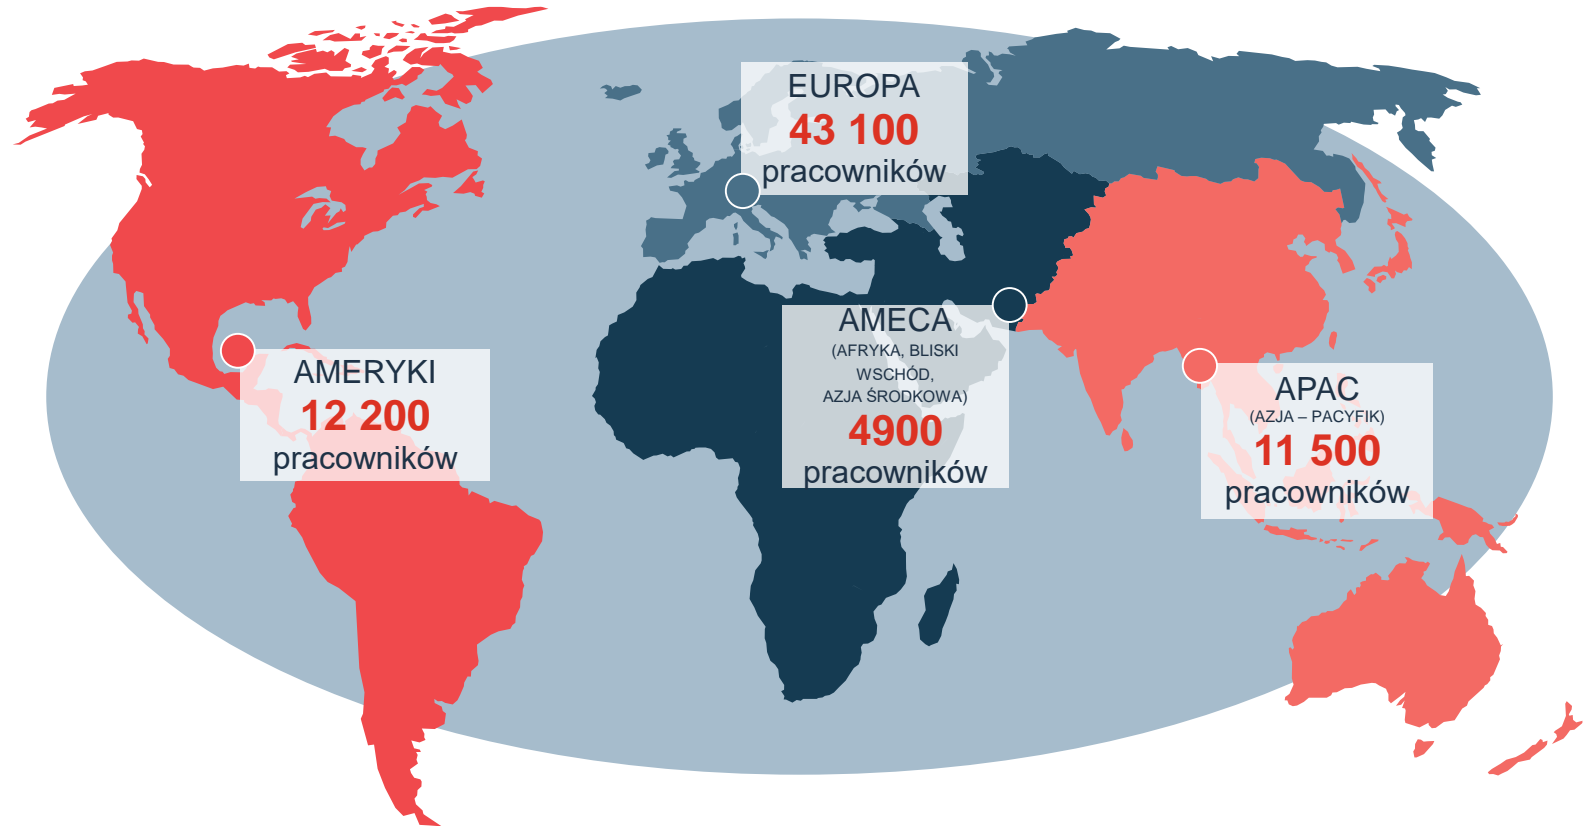 EUROPA
43 100
pracowników
AMERYKI
12 200
pracowników
AMECA
(AFRYKA, BLISKI
WSCHÓD,
AZJA ŚRODKOWA)
4900
pracowników
APAC
(AZJA – PACYFIK)
11 500
pracowników